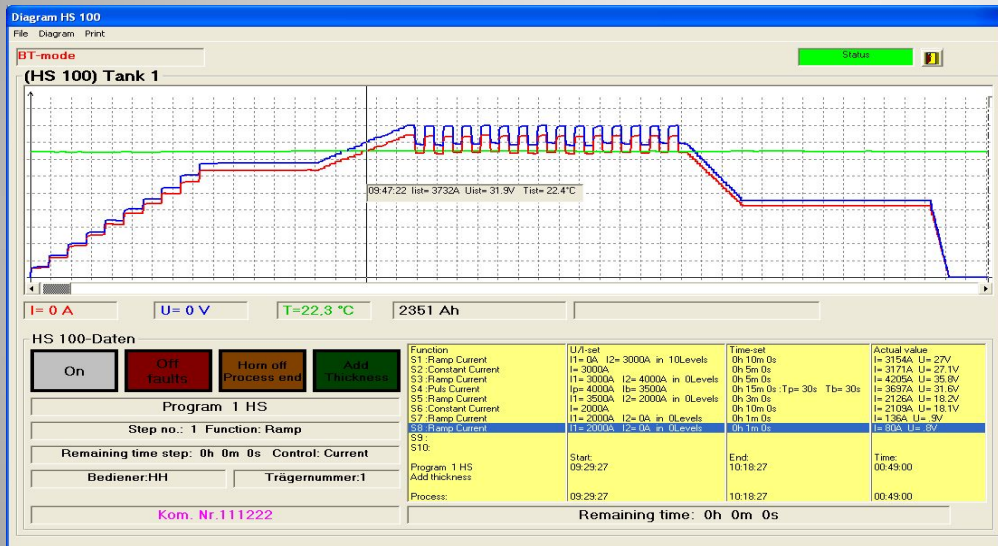 Diagram HS 100
File Diagram Print
BT-mode
Status
(HS 100) Tank 1
09:47:22 Iist= 3732A Uist= 31.9V Tist= 22.4°C
I= 0 A U= 0 V T=22,3 °C 2351 Ah
HS 100-Daten
On
Off faults
Horn off Process end
Add Thickness
Program 1 HS
Step no.: 1 Function: Ramp
Remaining time step: 0h 0m 0s Control: Current
Bediener:HH Trägernummer:1
Kom. Nr.111222
Function U/I-set Time-set Actual value
S1 :Ramp Current I1= 0A I2= 3000A in 10Levels 0h 10m 0s I= 3154A U= 27V
S2 :Constant Current I= 3000A 0h 5m 0s I= 3171A U= 27.1V
S3 :Ramp Current I1= 3000A I2= 4000A in 0Levels 0h 5m 0s I= 4205A U= 35.8V
S4 :Puls Current Ip= 4000A Ib= 3500A 0h 15m 0s :Tp= 30s Tb= 30s I= 3697A U= 31.6V
S5 :Ramp Current I1= 3500A I2= 2000A in 0Levels 0h 3m 0s I= 2126A U= 18.2V
S6 :Constant Current I= 2000A 0h 10m 0s I= 2109A U= 18.1V
S7 :Ramp Current I1= 2000A I2= 0A in 0Levels 0h 1m 0s I= 136A U= .9V
S8 :Ramp Current I1= 2000A I2= 0A in 0Levels 0h 1m 0s I= 80A U= .8V
S9 :
S10:
Start: End: Time:
Program 1 HS 09:29:27 10:18:27 00:49:00
Add thickness
Process: 09:29:27 10:18:27 00:49:00
Remaining time: 0h 0m 0s